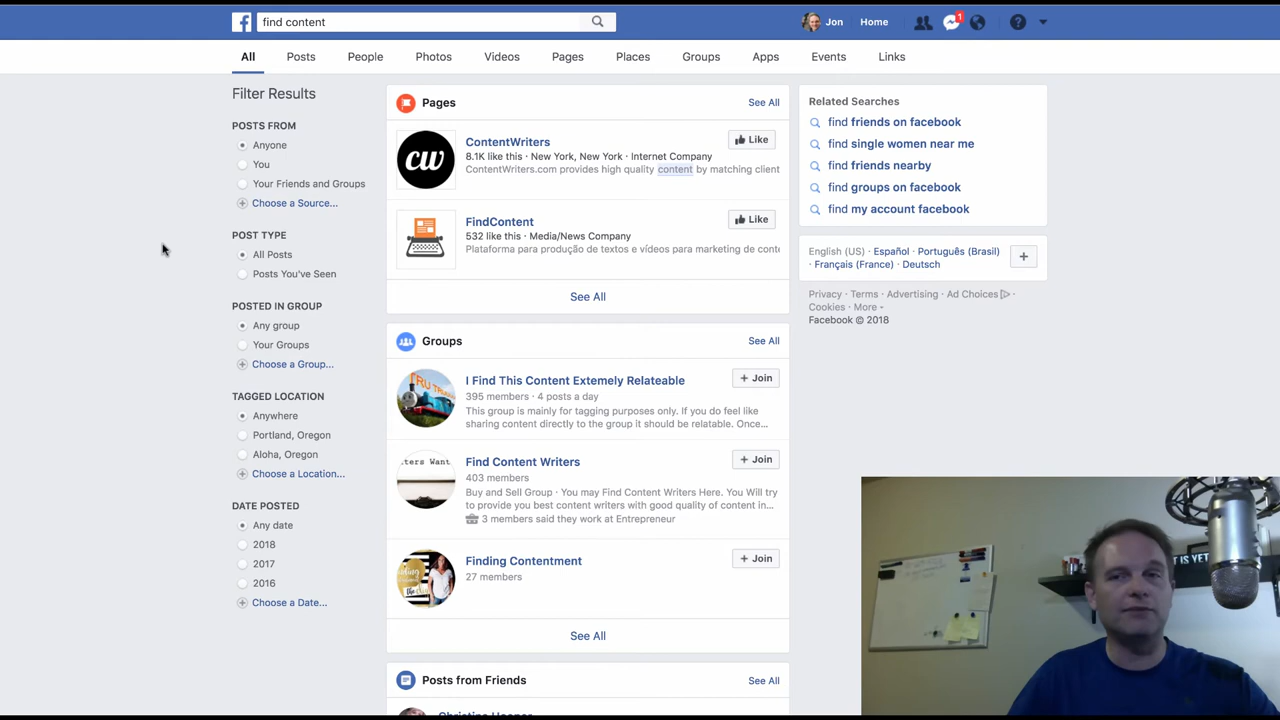 find content
Jon
Home
1
All
Posts
People
Photos
Videos
Pages
Places
Groups
Apps
Events
Links
Filter Results
POSTS FROM
Anyone
You
Your Friends and Groups
Choose a Source...
POST TYPE
All Posts
Posts You've Seen
POSTED IN GROUP
Any group
Your Groups
Choose a Group...
TAGGED LOCATION
Anywhere
Portland, Oregon
Aloha, Oregon
Choose a Location...
DATE POSTED
Any date
2018
2017
2016
Choose a Date...
Pages
See All
cw
ContentWriters
Like
8.1K like this · New York, New York · Internet Company
ContentWriters.com provides high quality content by matching client
FindContent
Like
532 like this · Media/News Company
Plataforma para produção de textos e vídeos para marketing de conte
See All
Groups
See All
I Find This Content Extemely Relateable
+ Join
395 members · 4 posts a day
This group is mainly for tagging purposes only. If you do feel like
sharing content directly to the group it should be relatable. Once...
ters Want
Find Content Writers
+ Join
403 members
Buy and Sell Group · You may Find Content Writers Here. You Will try
to provide you best content writers with good quality of content in...
3 members said they work at Entrepreneur
Finding Contentment
+ Join
27 members
See All
Posts from Friends
See All
Related Searches
find friends on facebook
find single women near me
find friends nearby
find groups on facebook
find my account facebook
English (US) · Español · Português (Brasil)
· Français (France) · Deutsch
Privacy · Terms · Advertising · Ad Choices ·
Cookies · More
Facebook © 2018
IS YET